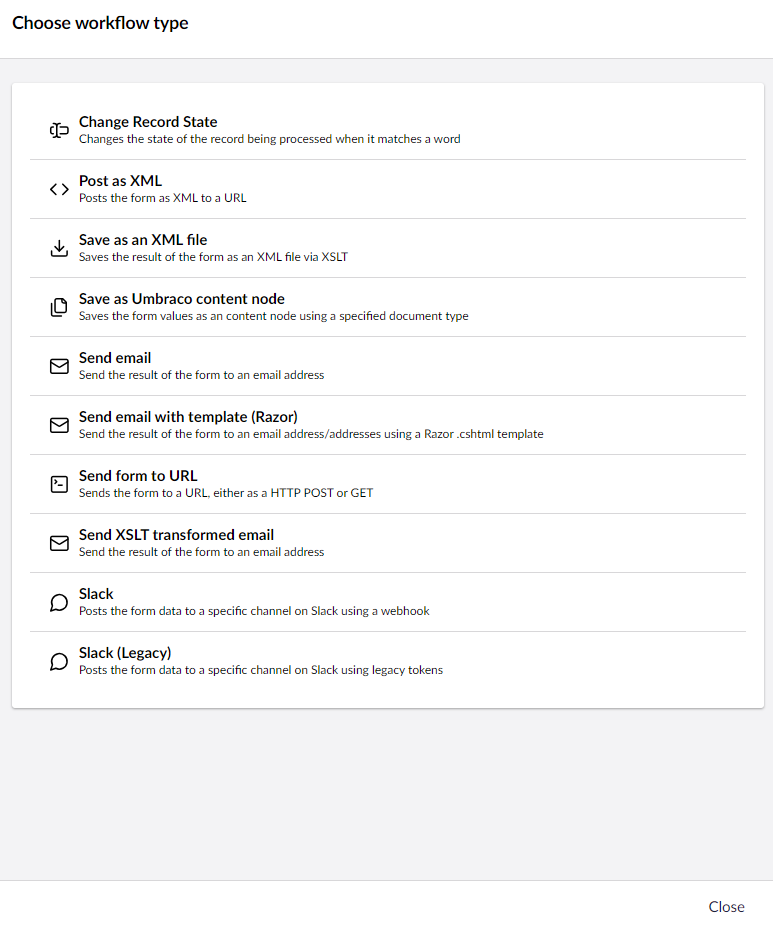 Choose workflow type
Change Record State
Changes the state of the record being processed when it matches a word
Post as XML
Posts the form as XML to a URL
Save as an XML file
Saves the result of the form as an XML file via XSLT
Save as Umbraco content node
Saves the form values as an content node using a specified document type
Send email
Send the result of the form to an email address
Send email with template (Razor)
Send the result of the form to an email address/addresses using a Razor .cshtml template
Send form to URL
Sends the form to a URL, either as a HTTP POST or GET
Send XSLT transformed email
Send the result of the form to an email address
Slack
Posts the form data to a specific channel on Slack using a webhook
Slack (Legacy)
Posts the form data to a specific channel on Slack using legacy tokens
Close